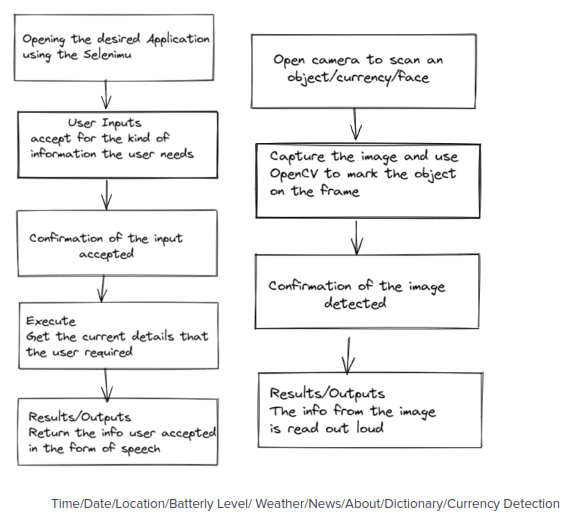 Opening the desired Application
using the Selenimu
User Inputs
accept for the kind of
information the user needs
Confirmation of the input
accepted
Execute
Get the current details that
the user required
Results/Outputs
Return the info user accepted
in the form of speech
Open camera to scan an
object/currency/face
Capture the image and use
OpenCV to mark the object
on the frame
Confirmation of the image
detected
Results/Outputs
The info from the image
is read out loud
Time/Date/Location/Batterly Level/ Weather/News/About/Dictionary/Currency Detection